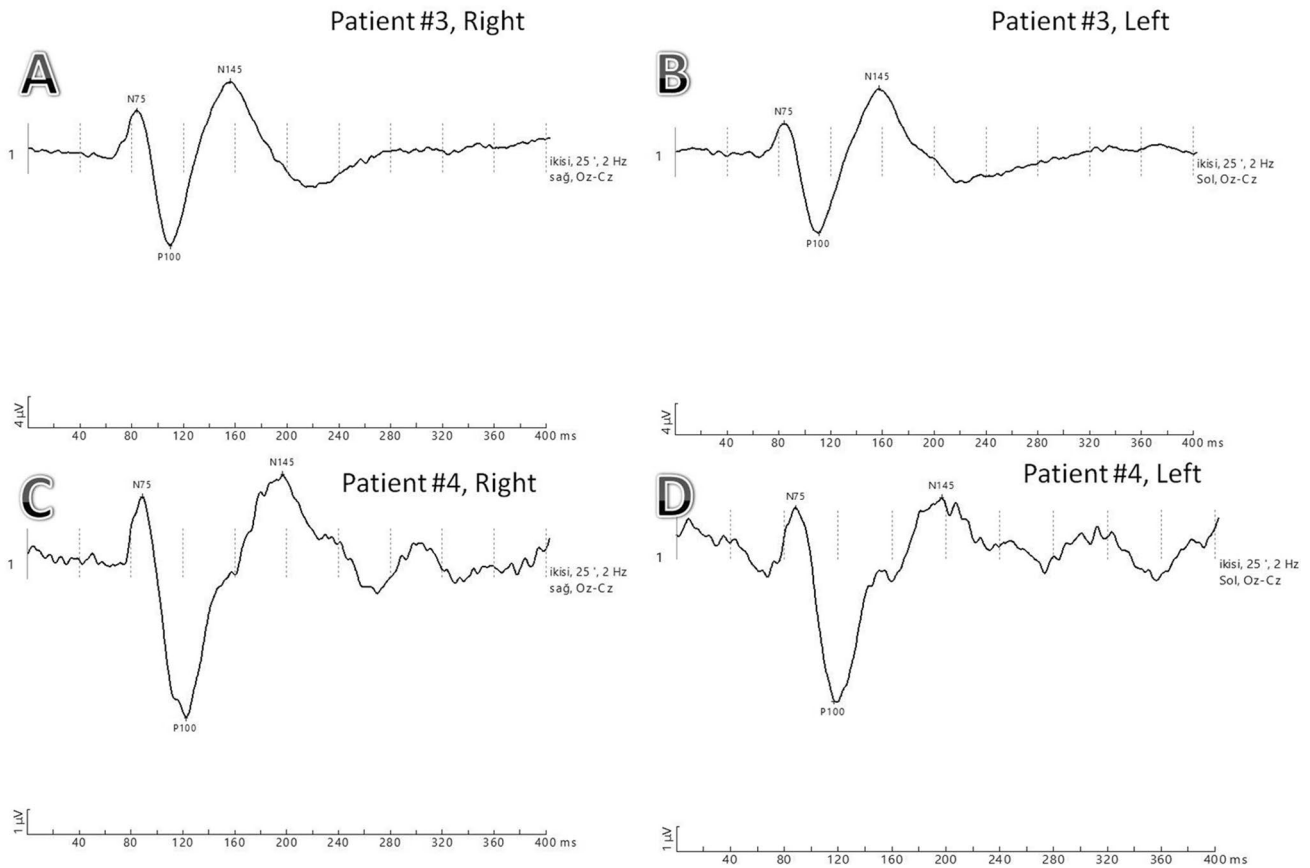 Patient #3, Right
A
N75
N145
P100
1
ikisi, 25 ', 2 Hz
sağ, Oz-Cz
4 µV
40 80 120 160 200 240 280 320 360 400 ms
Patient #3, Left
B
N75
N145
P100
1
ikisi, 25 ', 2 Hz
Sol, Oz-Cz
4 µV
40 80 120 160 200 240 280 320 360 400 ms
Patient #4, Right
C
N75
N145
P100
1
ikisi, 25 ', 2 Hz
sağ, Oz-Cz
1 µV
40 80 120 160 200 240 280 320 360 400 ms
Patient #4, Left
D
N75
N145
P100
1
ikisi, 25 ', 2 Hz
Sol, Oz-Cz
1 µV
40 80 120 160 200 240 280 320 360 400 ms